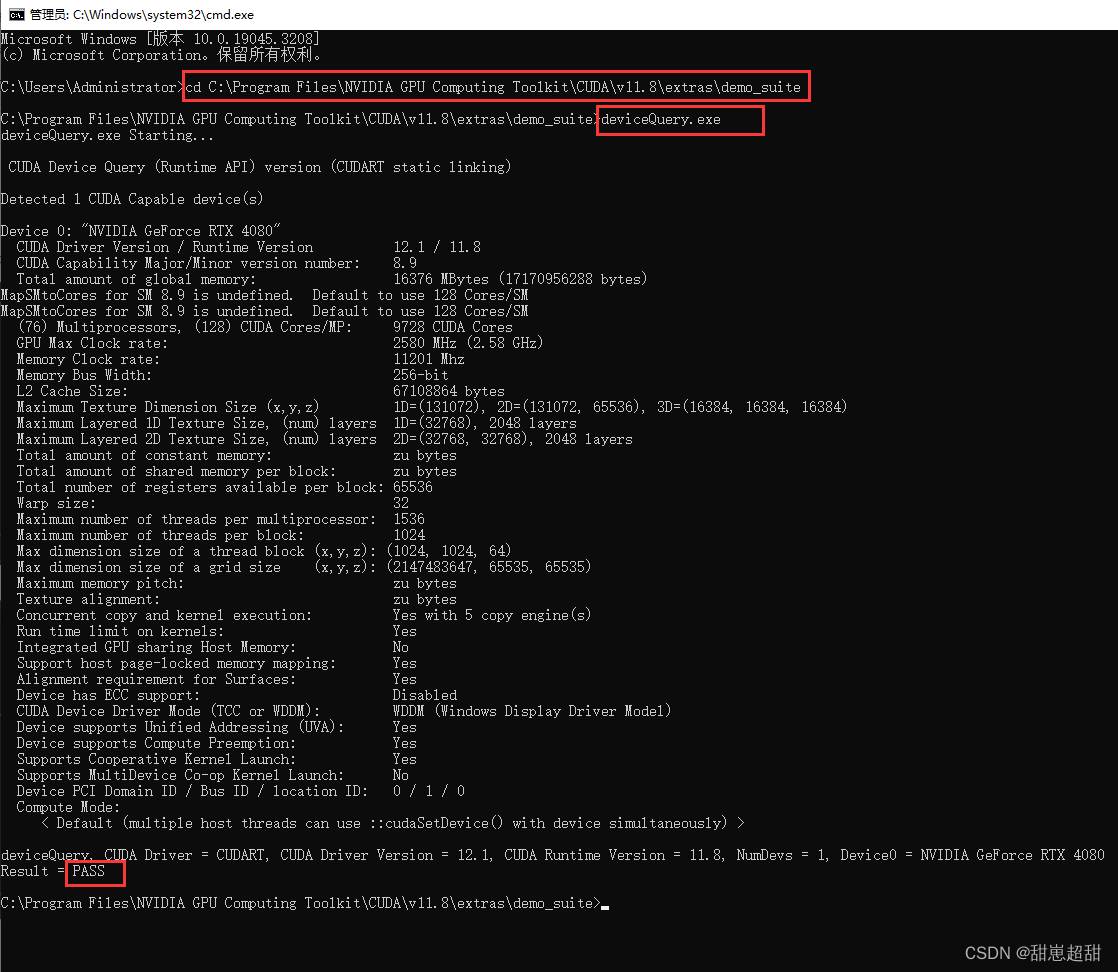 管理员: C:\Windows\system32\cmd.exe
Microsoft Windows [版本 10.0.19045.3208]
(c) Microsoft Corporation。保留所有权利。
C:\Users\Administrator>cd C:\Program Files\NVIDIA GPU Computing Toolkit\CUDA\v11.8\extras\demo_suite
C:\Program Files\NVIDIA GPU Computing Toolkit\CUDA\v11.8\extras\demo_suite>deviceQuery.exe
deviceQuery.exe Starting...
CUDA Device Query (Runtime API) version (CUDART static linking)
Detected 1 CUDA Capable device(s)
Device 0: "NVIDIA GeForce RTX 4080"
CUDA Driver Version / Runtime Version 12.1 / 11.8
CUDA Capability Major/Minor version number: 8.9
Total amount of global memory: 16376 MBytes (17170956288 bytes)
MapSMtoCores for SM 8.9 is undefined. Default to use 128 Cores/SM
MapSMtoCores for SM 8.9 is undefined. Default to use 128 Cores/SM
(76) Multiprocessors, (128) CUDA Cores/MP: 9728 CUDA Cores
GPU Max Clock rate: 2580 MHz (2.58 GHz)
Memory Clock rate: 11201 Mhz
Memory Bus Width: 256-bit
L2 Cache Size: 67108864 bytes
Maximum Texture Dimension Size (x,y,z) 1D=(131072), 2D=(131072, 65536), 3D=(16384, 16384, 16384)
Maximum Layered 1D Texture Size, (num) layers 1D=(32768), 2048 layers
Maximum Layered 2D Texture Size, (num) layers 2D=(32768, 32768), 2048 layers
Total amount of constant memory: zu bytes
Total amount of shared memory per block: zu bytes
Total number of registers available per block: 65536
Warp size: 32
Maximum number of threads per multiprocessor: 1536
Maximum number of threads per block: 1024
Max dimension size of a thread block (x,y,z): (1024, 1024, 64)
Max dimension size of a grid size (x,y,z): (2147483647, 65535, 65535)
Maximum memory pitch: zu bytes
Texture alignment: zu bytes
Concurrent copy and kernel execution: Yes with 5 copy engine(s)
Run time limit on kernels: Yes
Integrated GPU sharing Host Memory: No
Support host page-locked memory mapping: Yes
Alignment requirement for Surfaces: Yes
Device has ECC support: Disabled
CUDA Device Driver Mode (TCC or WDDM): WDDM (Windows Display Driver Model)
Device supports Unified Addressing (UVA): Yes
Device supports Compute Preemption: Yes
Supports Cooperative Kernel Launch: Yes
Supports MultiDevice Co-op Kernel Launch: No
Device PCI Domain ID / Bus ID / location ID: 0 / 1 / 0
Compute Mode:
< Default (multiple host threads can use ::cudaSetDevice() with device simultaneously) >
deviceQuery, CUDA Driver = CUDART, CUDA Driver Version = 12.1, CUDA Runtime Version = 11.8, NumDevs = 1, Device0 = NVIDIA GeForce RTX 4080
Result = PASS
C:\Program Files\NVIDIA GPU Computing Toolkit\CUDA\v11.8\extras\demo_suite>
CSDN @甜崽超甜